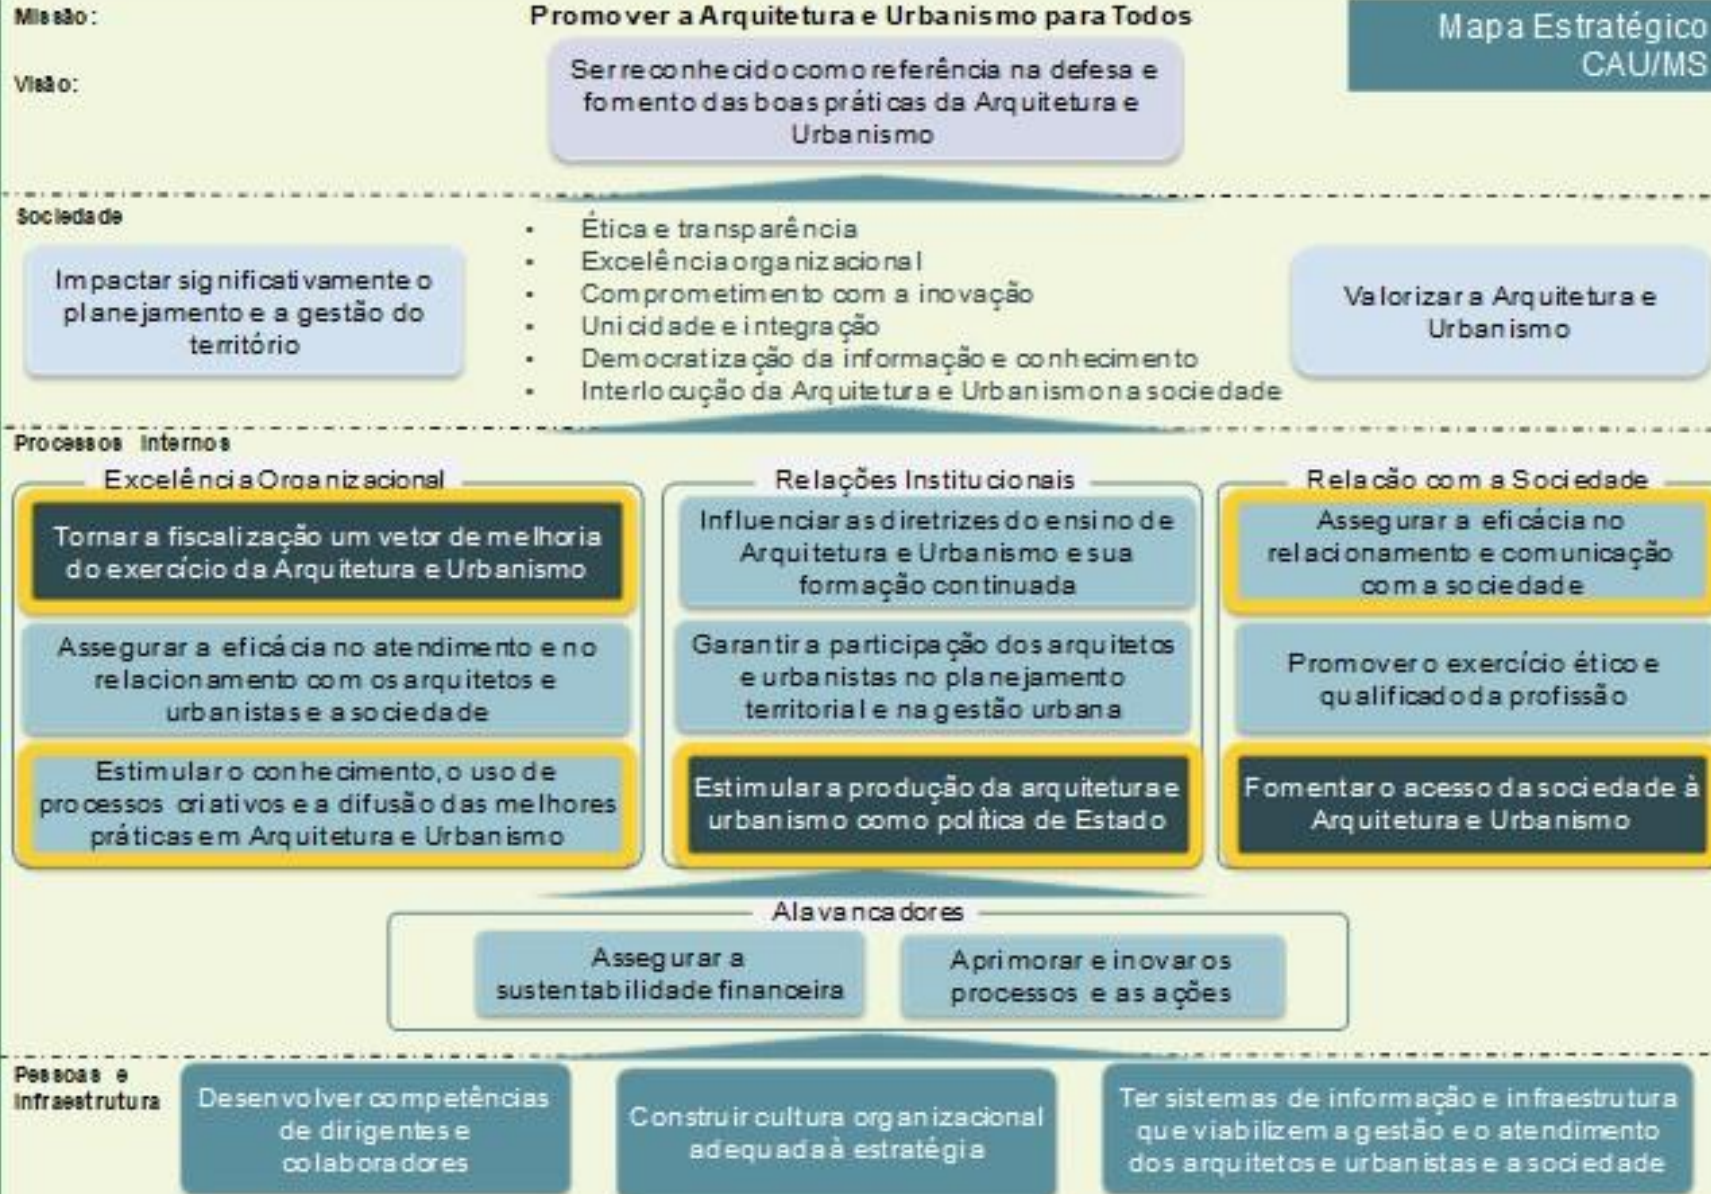 Missão:
Promover a Arquitetura e Urbanismo para Todos
Mapa Estratégico
CAU/MS
Visão:
Ser reconhecido como referência na defesa e
fomento das boas práticas da Arquitetura e
Urbanismo
Sociedade
Impactar significativamente o
planejamento e a gestão do
território
• Ética e transparência
• Excelência organizacional
• Comprometimento com a inovação
• Unicidade e integração
• Democratização da informação e conhecimento
• Interlocução da Arquitetura e Urbanismo na sociedade
Valorizar a Arquitetura e
Urbanismo
Processos Internos
Excelência Organizacional
Tornar a fiscalização um vetor de melhoria
do exercício da Arquitetura e Urbanismo
Assegurar a eficácia no atendimento e no
relacionamento com os arquitetos e
urbanistas e a sociedade
Estimular o conhecimento, o uso de
processos criativos e a difusão das melhores
práticas em Arquitetura e Urbanismo
Relações Institucionais
Influenciar as diretrizes do ensino de
Arquitetura e Urbanismo e sua
formação continuada
Garantir a participação dos arquitetos
e urbanistas no planejamento
territorial e na gestão urbana
Estimular a produção da arquitetura e
urbanismo como política de Estado
Relacão com a Sociedade
Assegurar a eficácia no
relacionamento e comunicação
com a sociedade
Promover o exercício ético e
qualificado da profissão
Fomentar o acesso da sociedade à
Arquitetura e Urbanismo
Alavancadores
Assegurar a
sustentabilidade financeira
Aprimorar e inovar os
processos e as ações
Pessoas e
Infraestrutura
Desenvolver competências
de dirigentes e
colaboradores
Construir cultura organizacional
adequada à estratégia
Ter sistemas de informação e infraestrutura
que viabilizem a gestão e o atendimento
dos arquitetos e urbanistas e a sociedade